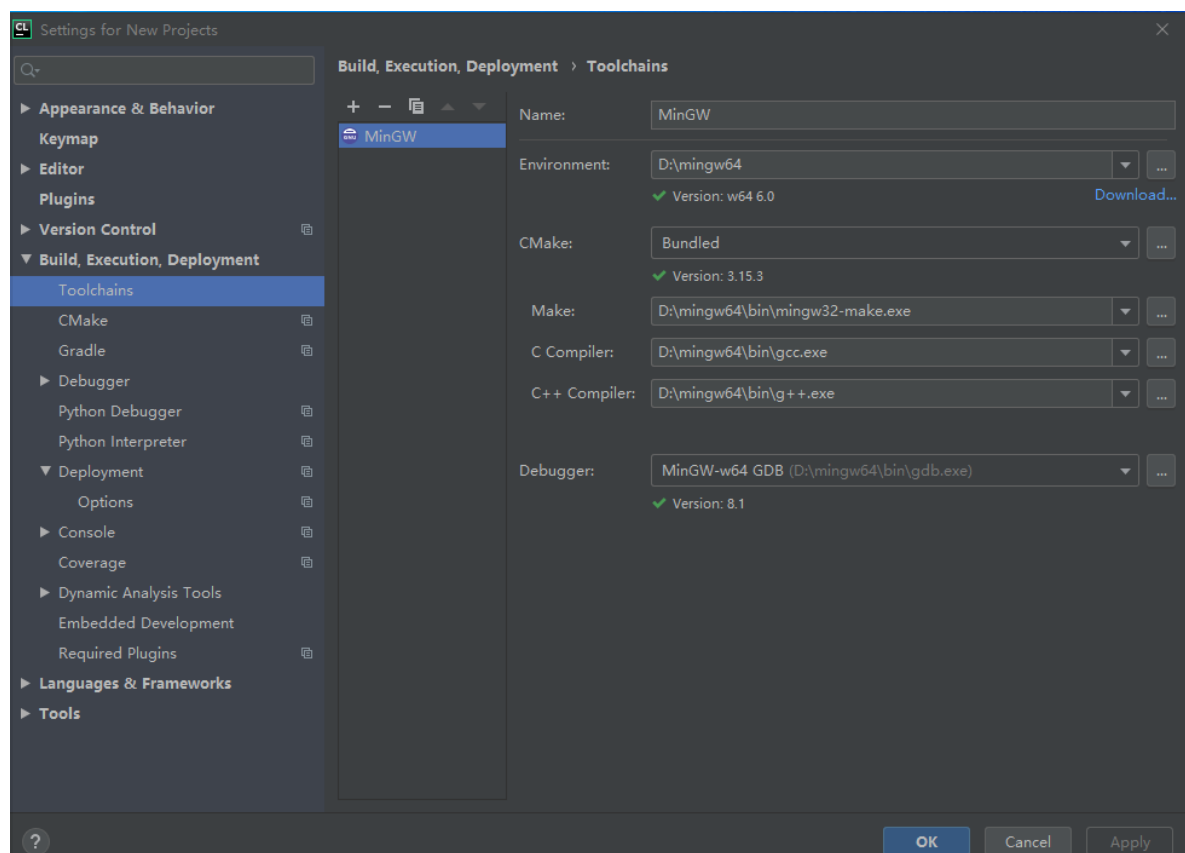 CL Settings for New Projects
Build, Execution, Deployment › Toolchains
Appearance & Behavior
Keymap
Editor
Plugins
Version Control
Build, Execution, Deployment
Toolchains
CMake
Gradle
Debugger
Python Debugger
Python Interpreter
Deployment
Options
Console
Coverage
Dynamic Analysis Tools
Embedded Development
Required Plugins
Languages & Frameworks
Tools
MinGW
Name: MinGW
Environment: D:\mingw64 ...
Version: w64 6.0 Download...
CMake: Bundled ...
Version: 3.15.3
Make: D:\mingw64\bin\mingw32-make.exe ...
C Compiler: D:\mingw64\bin\gcc.exe ...
C++ Compiler: D:\mingw64\bin\g++.exe ...
Debugger: MinGW-w64 GDB (D:\mingw64\bin\gdb.exe) ...
Version: 8.1
? OK Cancel Apply